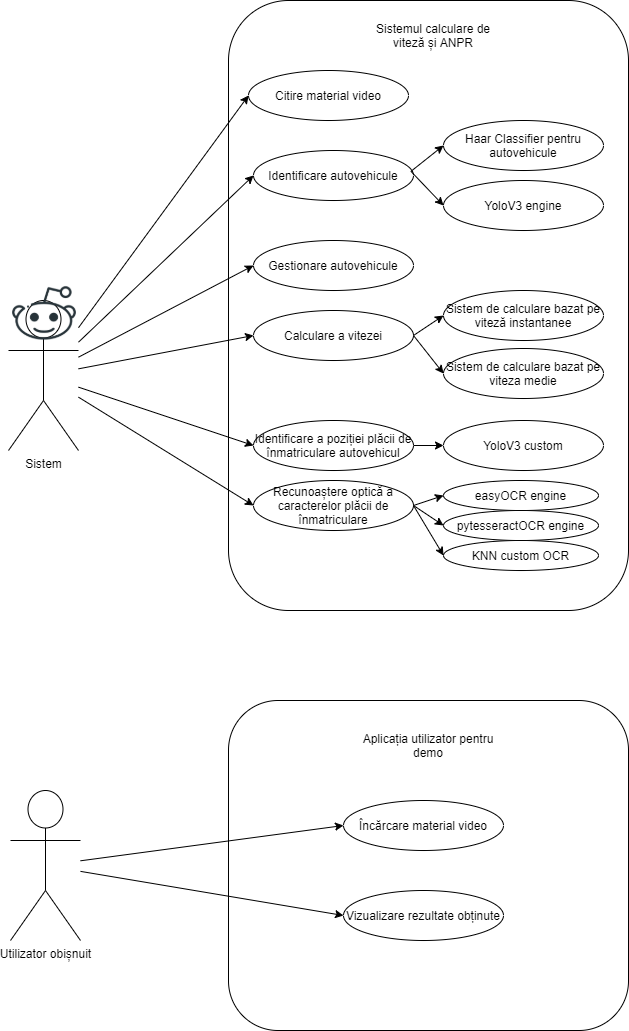 Sistemul calculare de
viteză și ANPR
Citire material video
Identificare autovehicule
Haar Classifier pentru
autovehicule
YoloV3 engine
Gestionare autovehicule
Calculare a vitezei
Sistem de calculare bazat pe
viteză instantanee
Sistem de calculare bazat pe
viteza medie
Identificare a poziției plăcii de
înmatriculare autovehicul
YoloV3 custom
Recunoaștere optică a
caracterelor plăcii de
înmatriculare
easyOCR engine
pytesseractOCR engine
KNN custom OCR
Sistem
Aplicația utilizator pentru
demo
Încărcare material video
Vizualizare rezultate obținute
Utilizator obișnuit